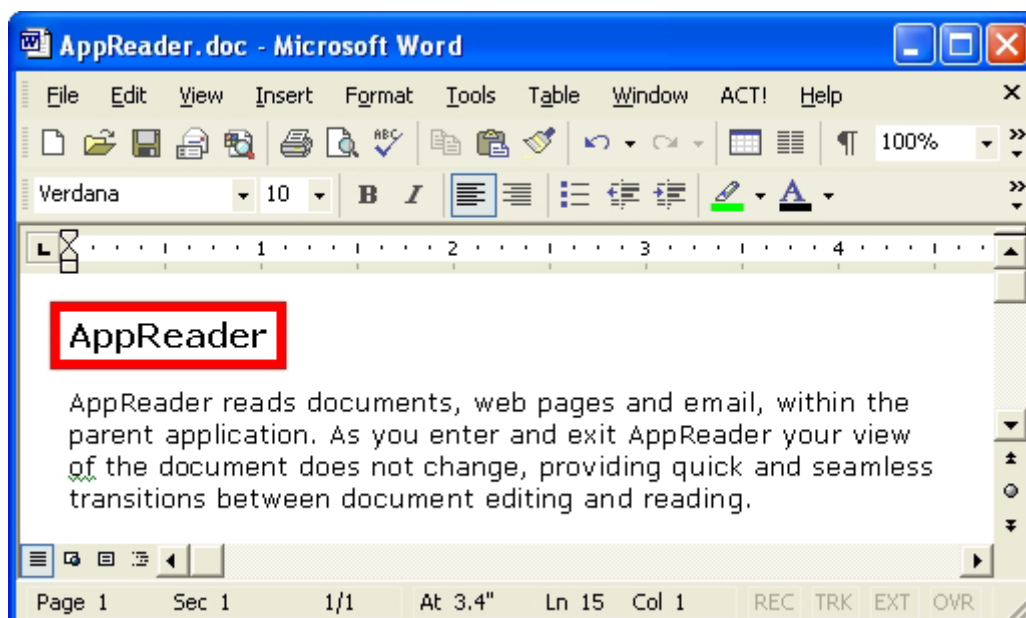 AppReader.doc - Microsoft Word
File Edit View Insert Format Tools Table Window ACT! Help
ABC 100%
Verdana 10 B I A
L 1 2 3 4
AppReader
AppReader reads documents, web pages and email, within the
parent application. As you enter and exit AppReader your view
of the document does not change, providing quick and seamless
transitions between document editing and reading.
Page 1 Sec 1 1/1 At 3.4" Ln 15 Col 1 REC TRK EXT OVR